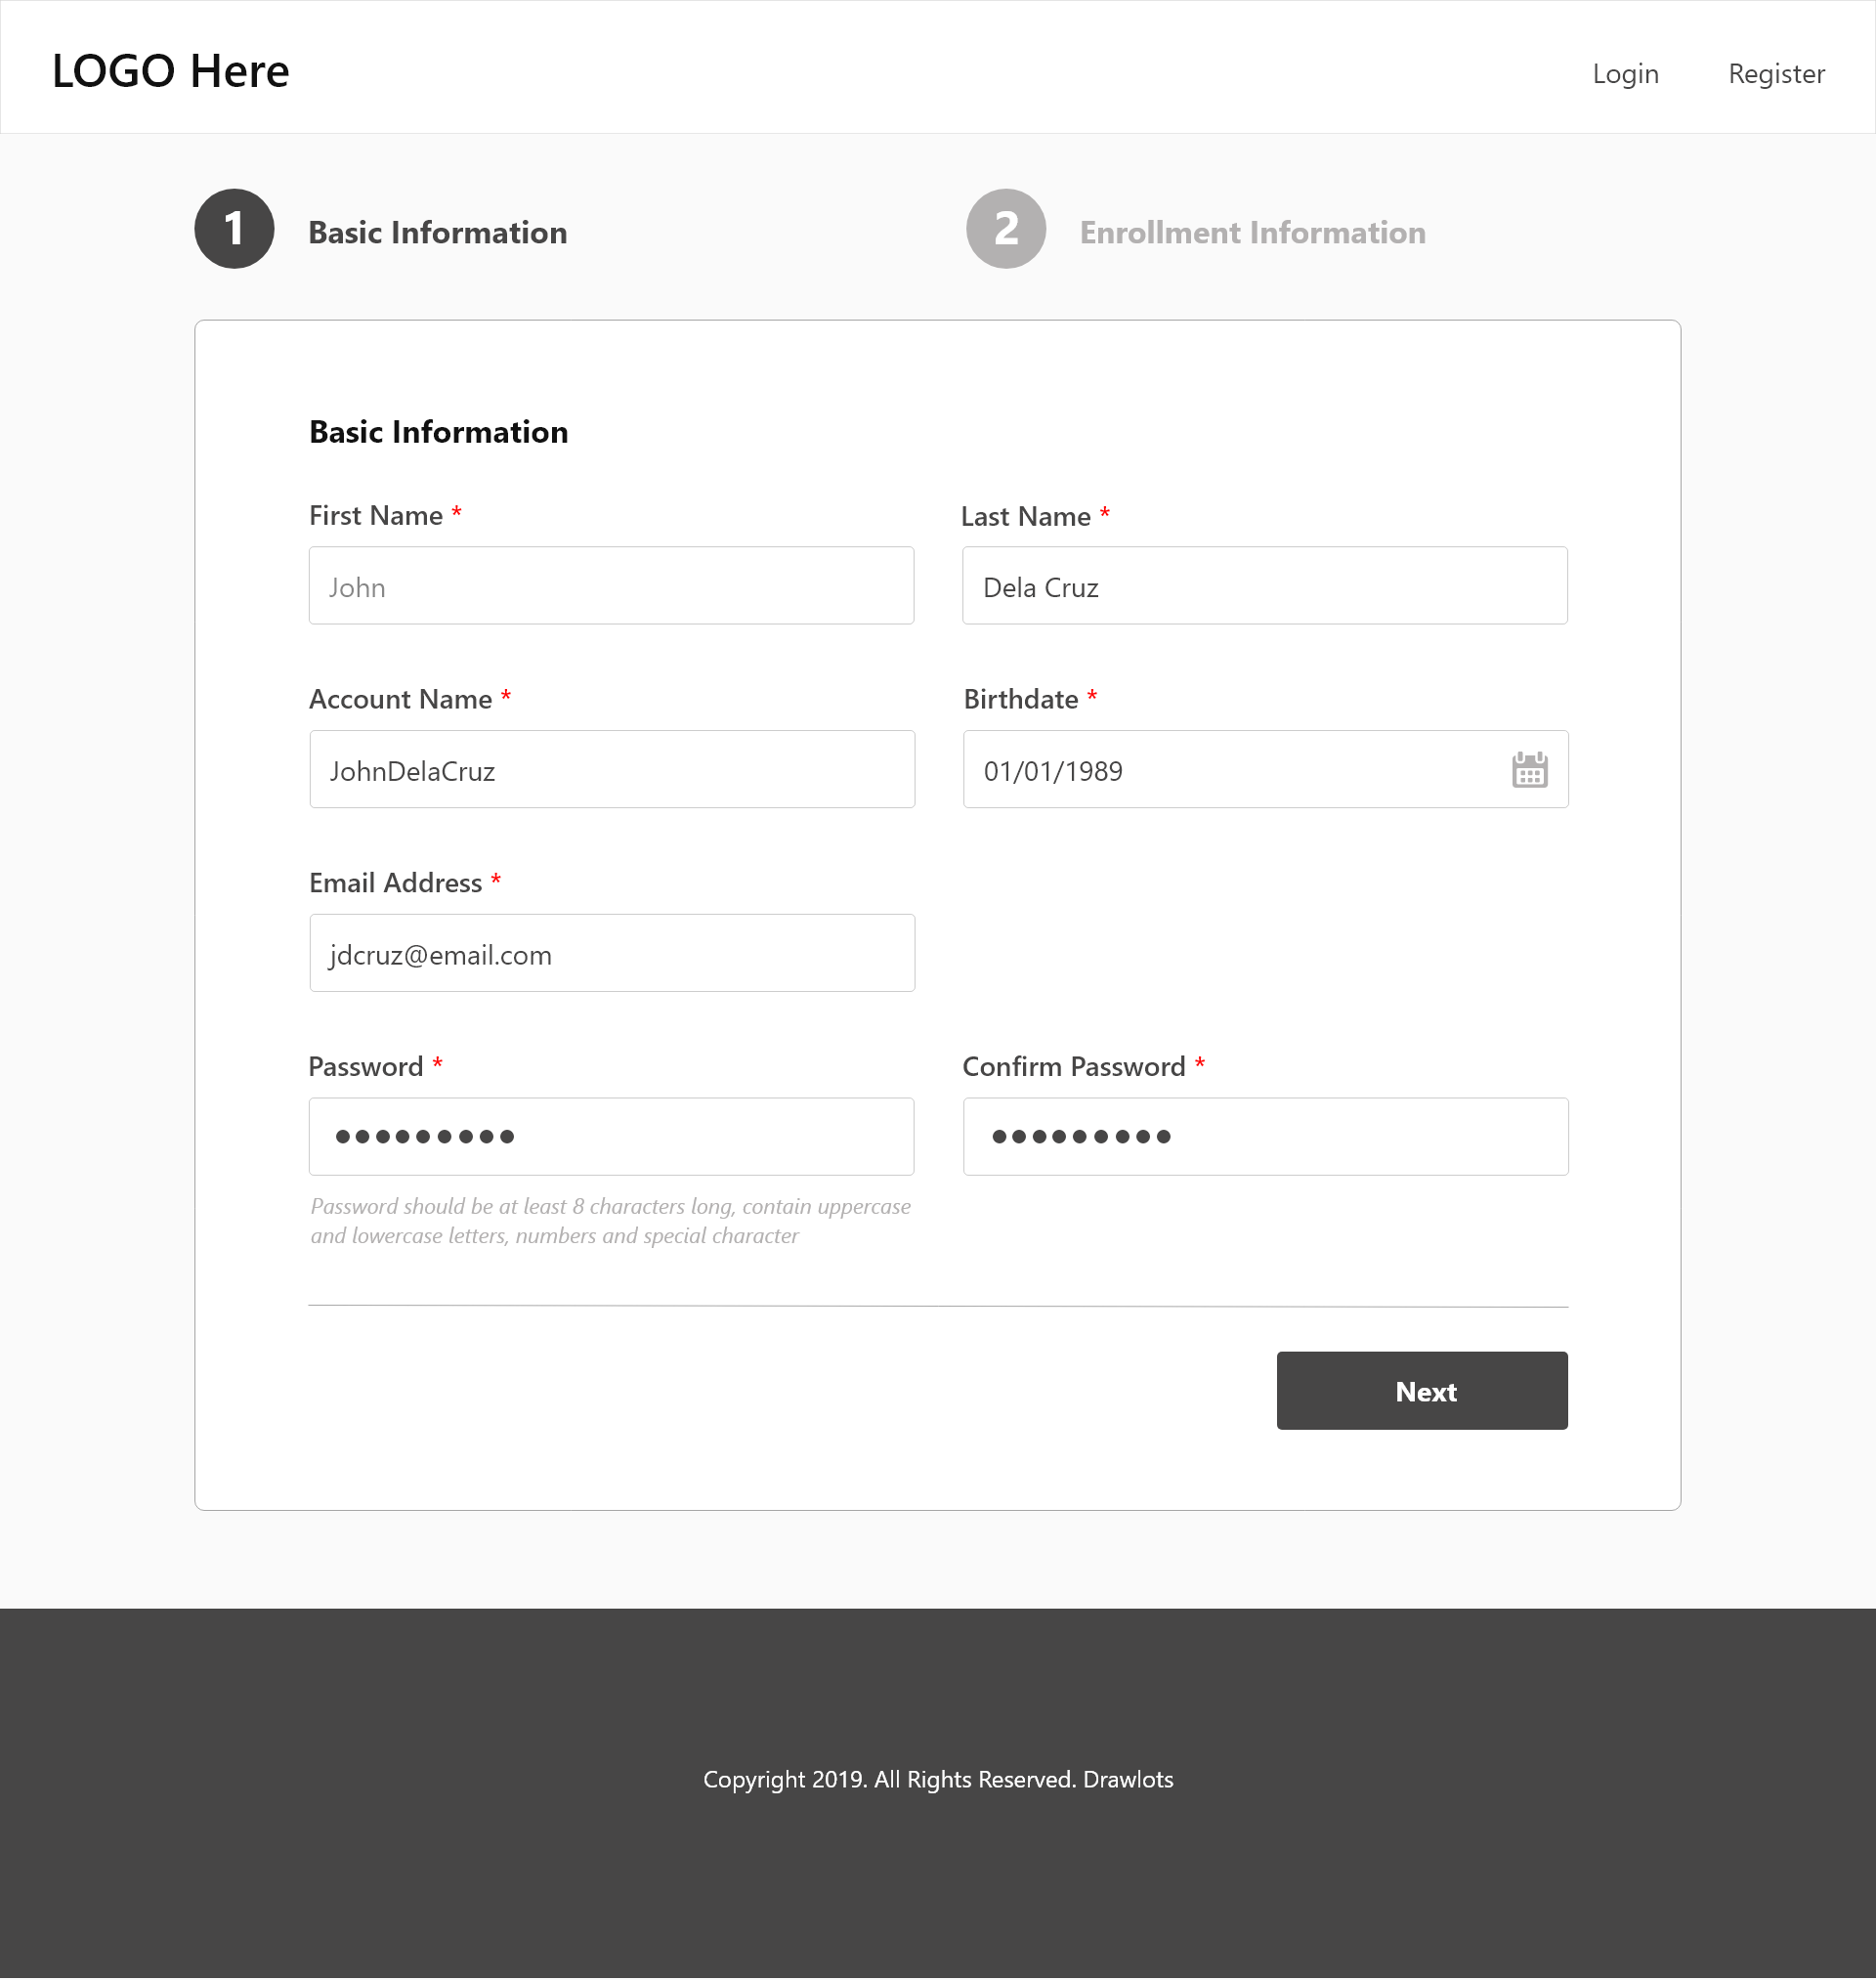 LOGO Here
Login
Register
1
Basic Information
2
Enrollment Information
Basic Information
First Name *
Last Name *
John
Dela Cruz
Account Name *
Birthdate *
JohnDelaCruz
01/01/1989
Email Address *
jdcruz@email.com
Password *
Confirm Password *
●●●●●●●●●
●●●●●●●●●
Password should be at least 8 characters long, contain uppercase
and lowercase letters, numbers and special character
Next
Copyright 2019. All Rights Reserved. Drawlots